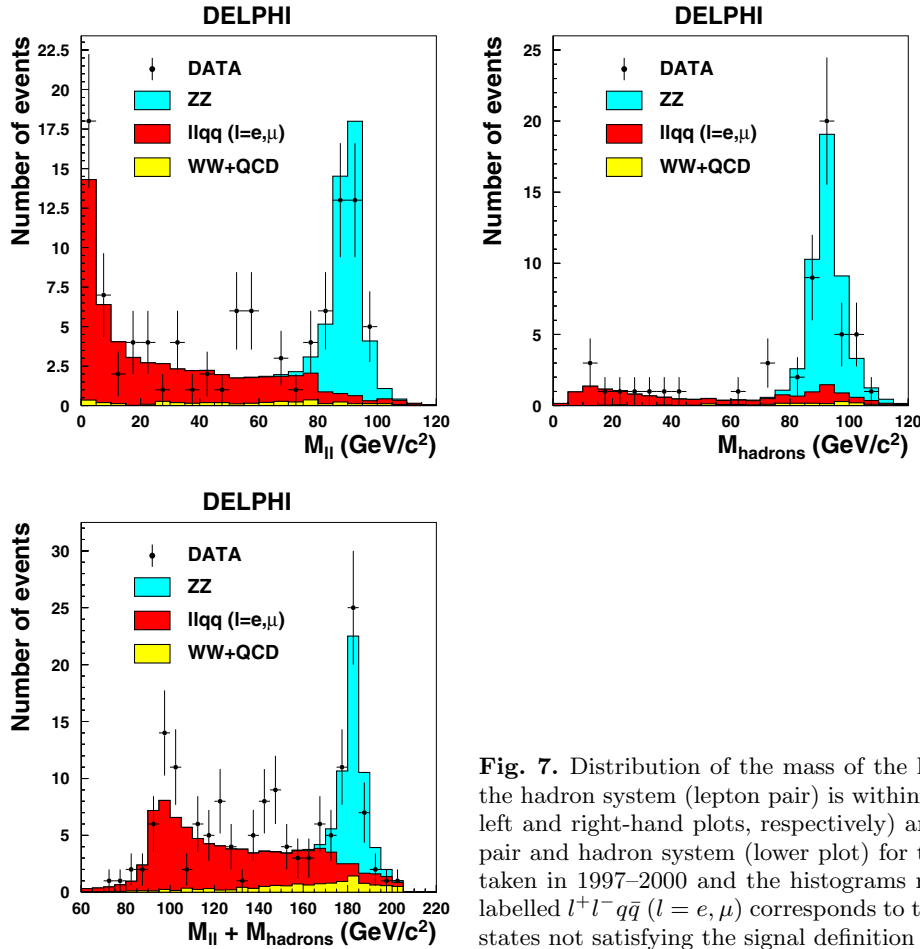 DELPHI
Number of events
22.5
20
17.5
15
12.5
10
7.5
5
2.5
0
DATA
ZZ
llqq (l=e,μ)
WW+QCD
0 20 40 60 80 100 120
M_ll (GeV/c²)
DELPHI
Number of events
25
20
15
10
5
0
DATA
ZZ
llqq (l=e,μ)
WW+QCD
0 20 40 60 80 100 120
M_hadrons (GeV/c²)
DELPHI
Number of events
30
25
20
15
10
5
0
DATA
ZZ
llqq (l=e,μ)
WW+QCD
60 80 100 120 140 160 180 200 220
M_ll + M_hadrons (GeV/c²)
Fig. 7. Distribution of the mass of the
the hadron system (lepton pair) is within
left and right-hand plots, respectively)
pair and hadron system (lower plot) for
taken in 1997–2000 and the histograms
labelled l⁺l⁻qq̄ (l = e, μ) corresponds to
states not satisfying the signal definition